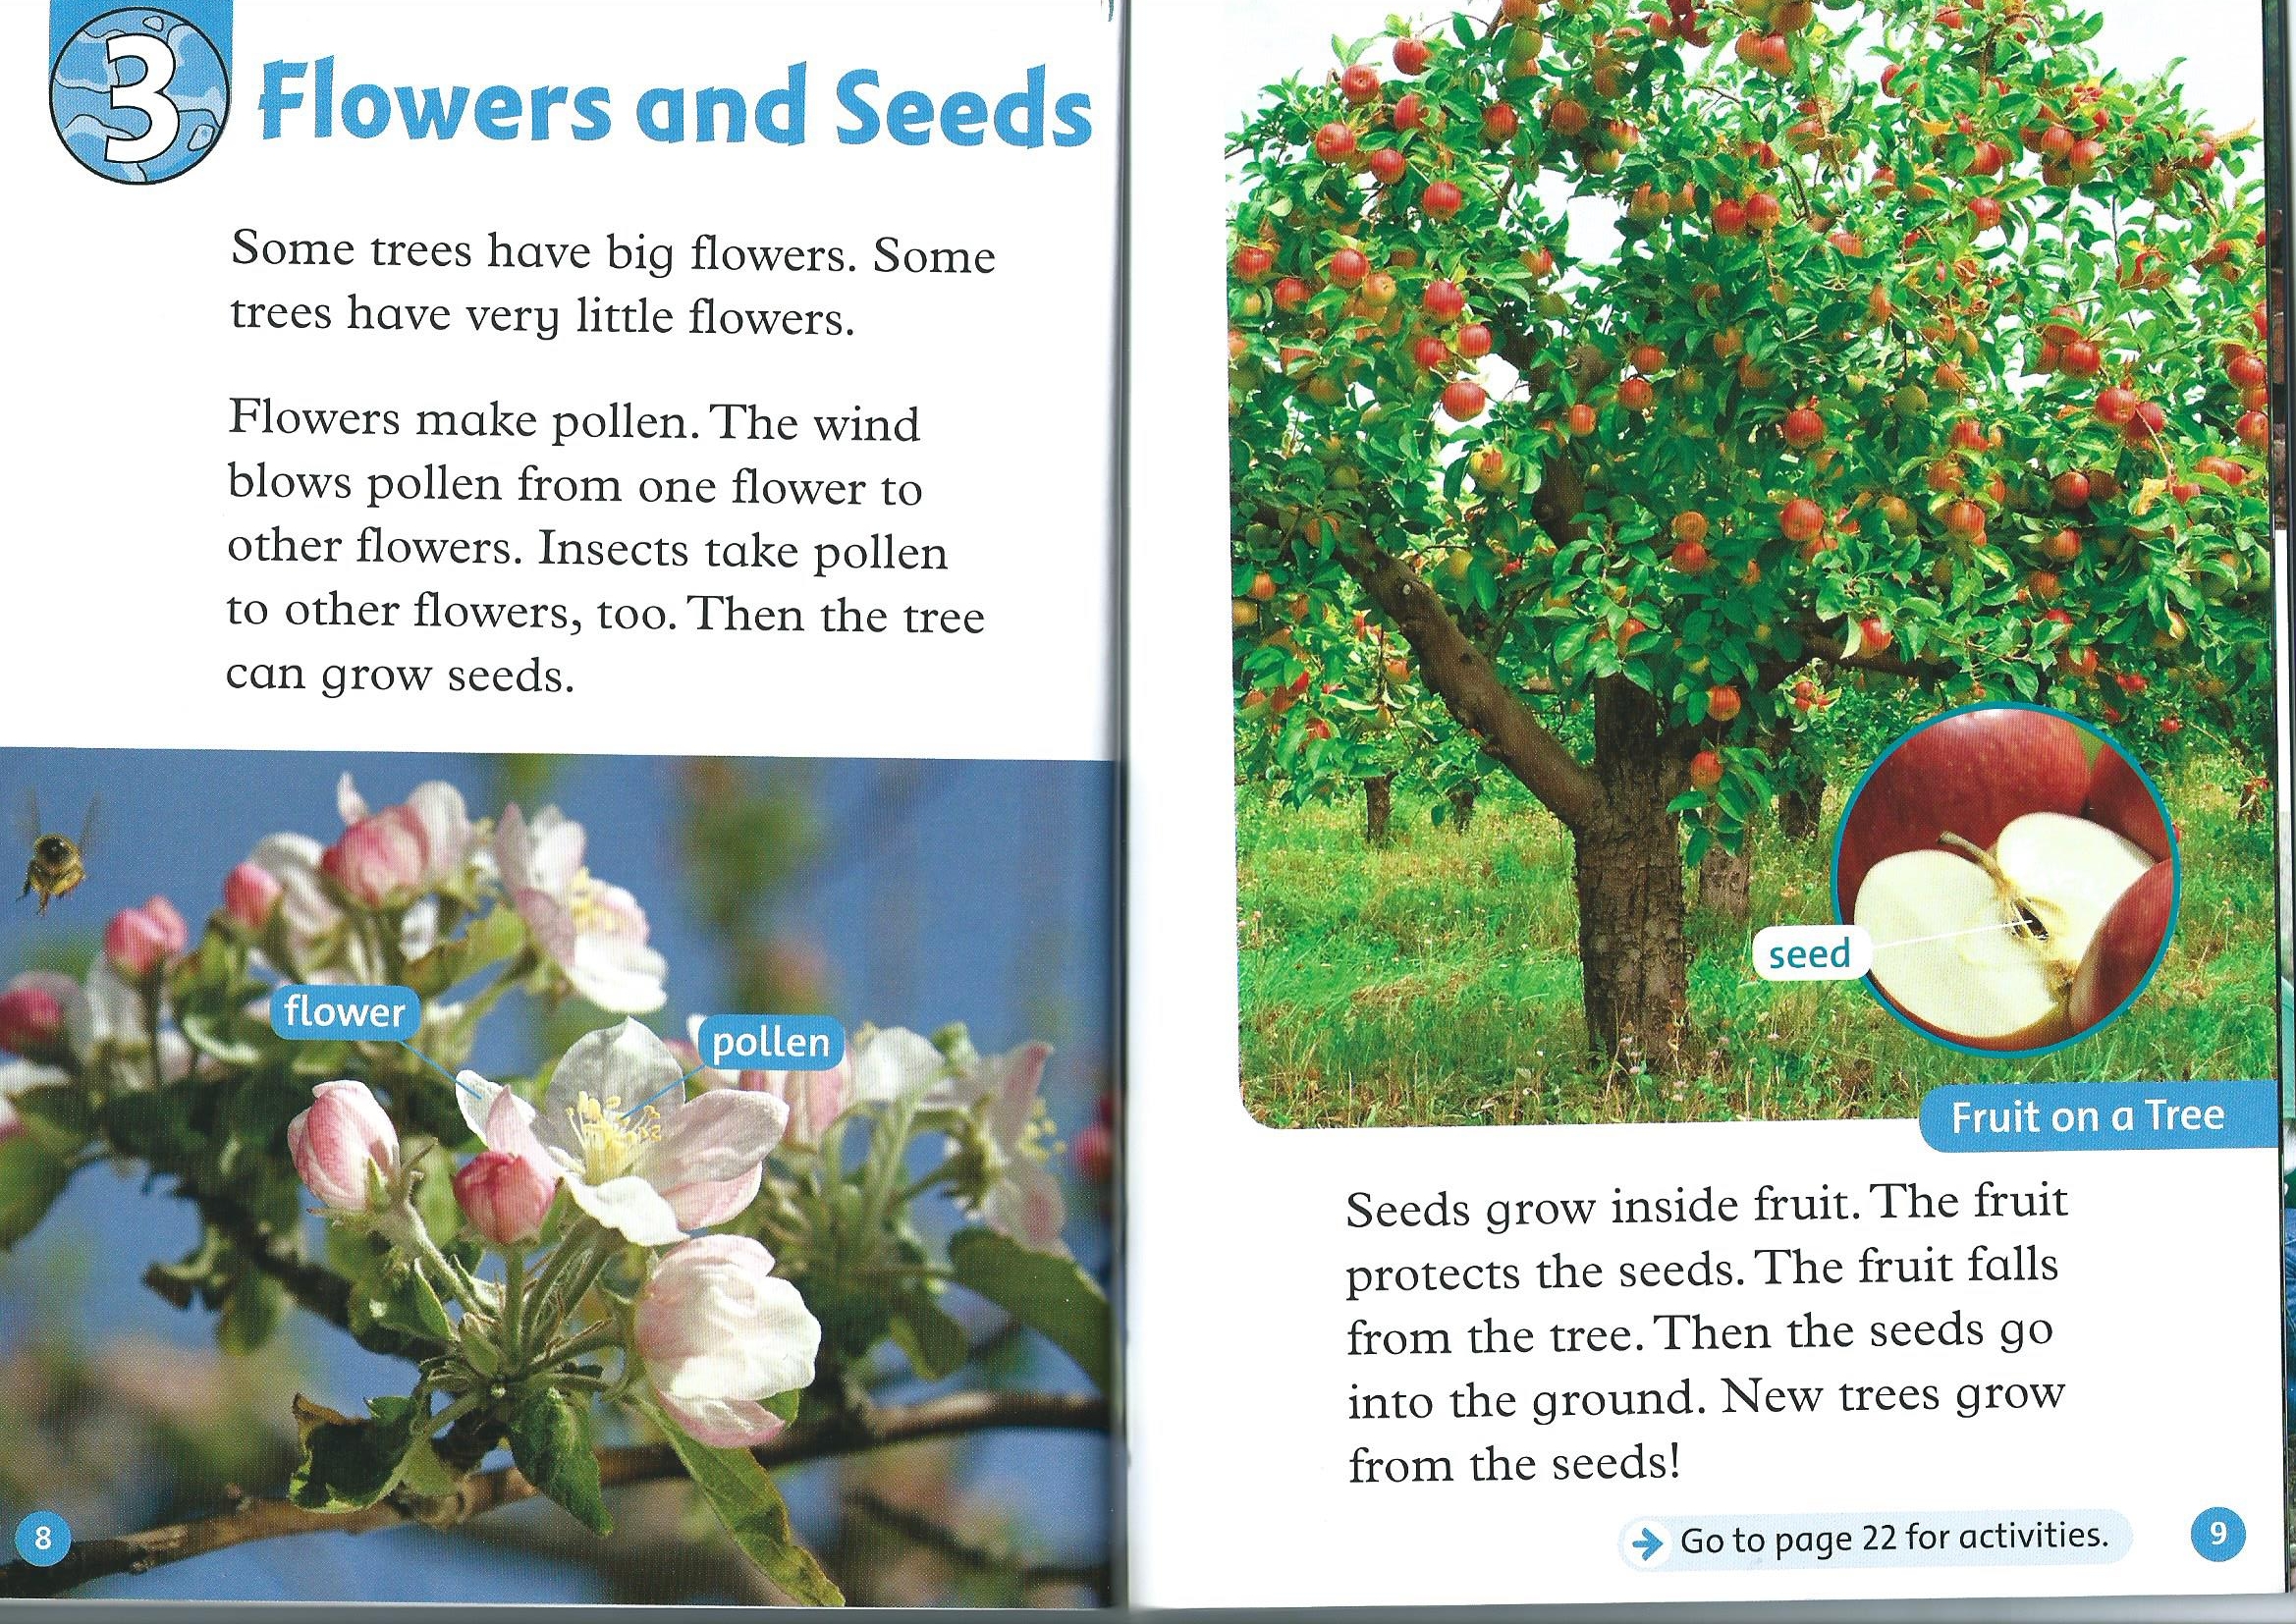 3
Flowers and Seeds
Some trees have big flowers. Some
trees have very little flowers.
Flowers make pollen. The wind
blows pollen from one flower to
other flowers. Insects take pollen
to other flowers, too. Then the tree
can grow seeds.
flower
pollen
8
seed
Fruit on a Tree
Seeds grow inside fruit. The fruit
protects the seeds. The fruit falls
from the tree. Then the seeds go
into the ground. New trees grow
from the seeds!
Go to page 22 for activities.
9